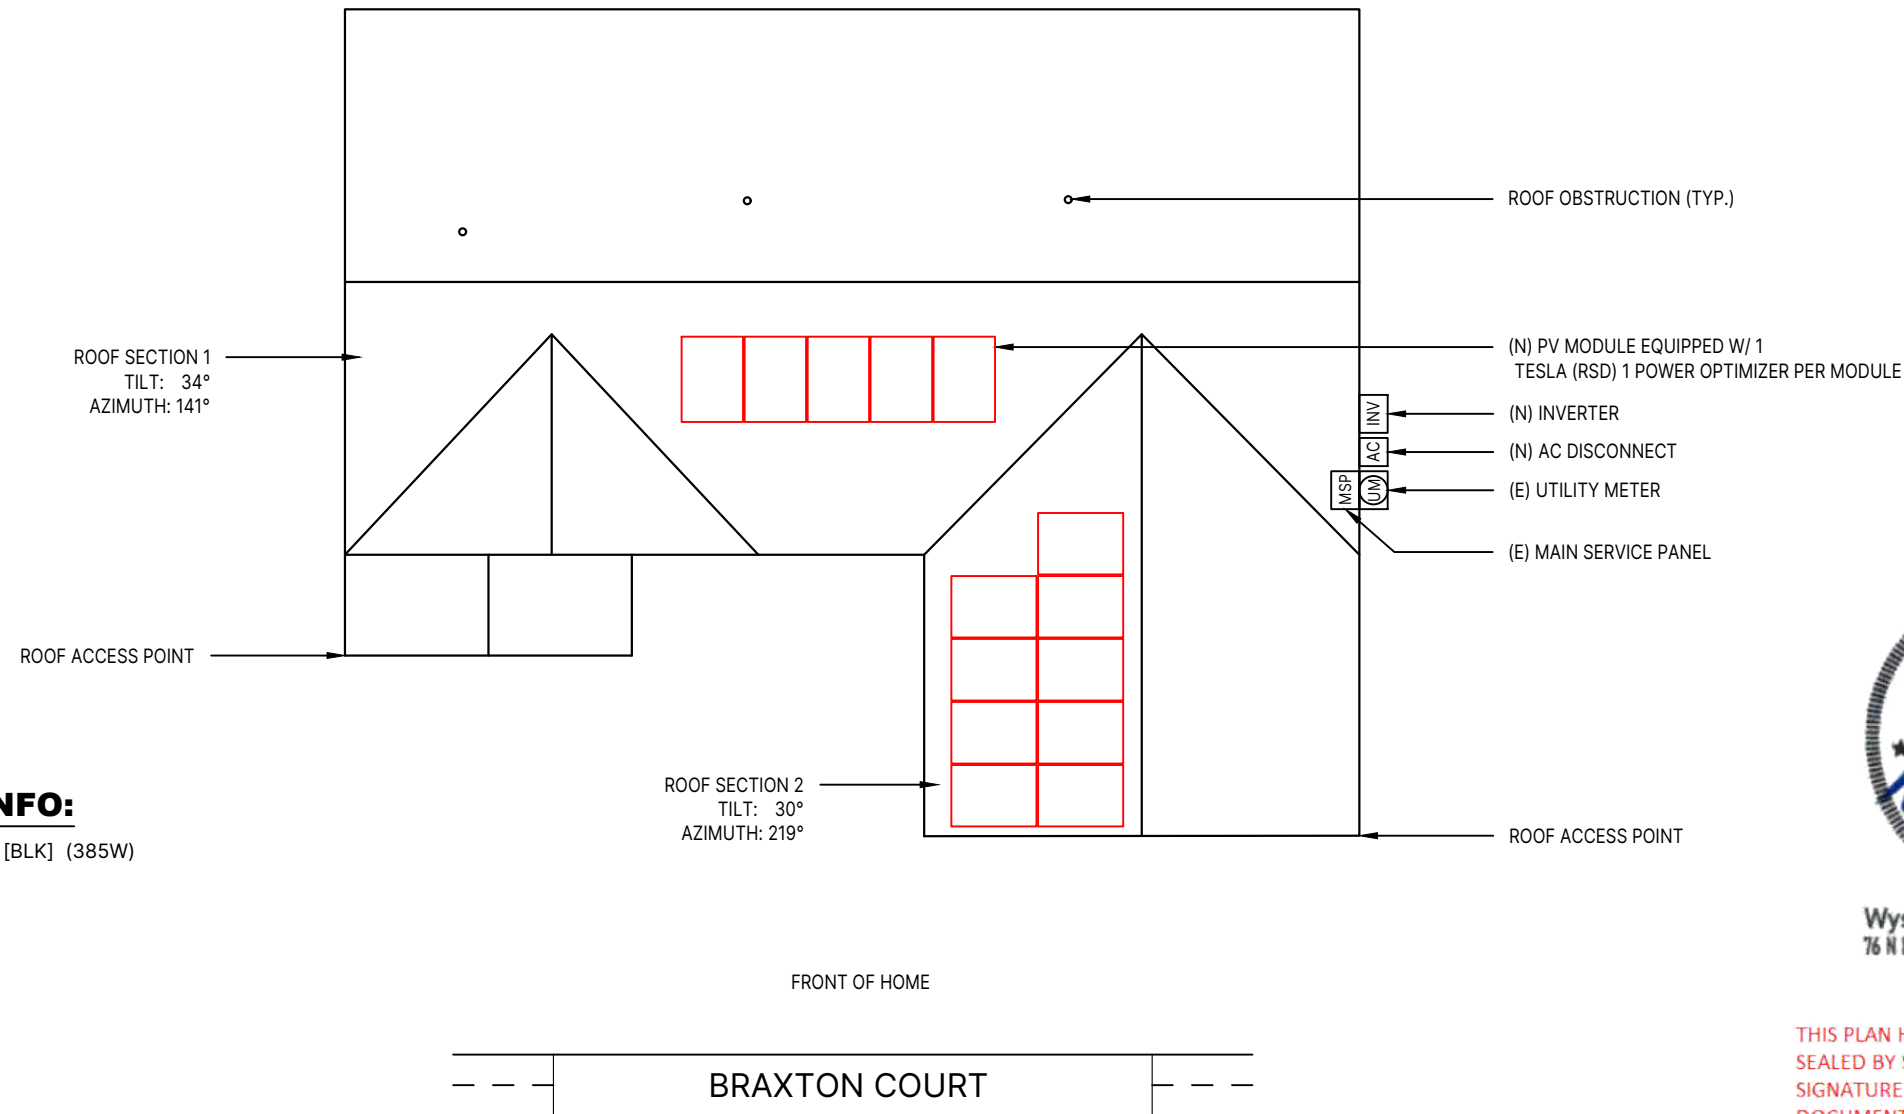 ROOF OBSTRUCTION (TYP.)
ROOF SECTION 1
TILT: 34°
AZIMUTH: 141°
(N) PV MODULE EQUIPPED W/ 1
TESLA (RSD) 1 POWER OPTIMIZER PER MODULE
INV
(N) INVERTER
AC
(N) AC DISCONNECT
MSP
UM
(E) UTILITY METER
(E) MAIN SERVICE PANEL
ROOF ACCESS POINT
ROOF SECTION 2
TILT: 30°
AZIMUTH: 219°
NFO:
[BLK] (385W)
ROOF ACCESS POINT
Wys
76 N
FRONT OF HOME
THIS PLAN H
SEALED BY
SIGNATURE
BRAXTON COURT
DOCUMENT